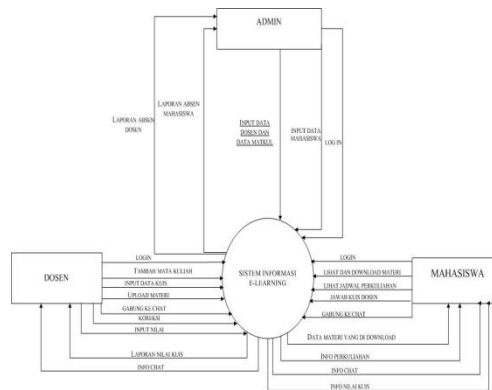 ADMIN
LAPORAN ABSEN
DOSEN
LAPORAN ABSEN
MAHASISWA
INPUT DATA
DOSEN DAN
DATA MATKUL
INPUT DATA
MAHASISWA
LOG IN
DOSEN
LOGIN
TAMBAH MATA KULIAH
INPUT DATA KUIS
UPLOAD MATERI
GABUNG KE CHAT
KOREKSI
INPUT NILAI
LAPORAN NILAI KUIS
INFO CHAT
SISTEM INFORMASI
E-LEARNING
MAHASISWA
LOGIN
LIHAT DAN DOWNLOAD MATERI
LIHAT JADWAL PERKULIAHAN
JAWAB KUIS DOSEN
GABUNG KE CHAT
DATA MATERI YANG DI DOWNLOAD
INFO PERKULIAHAN
INFO CHAT
INFO NILAI KUIS